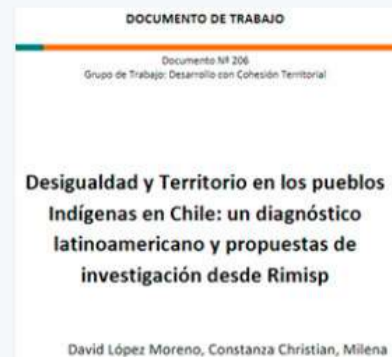 DOCUMENTO DE TRABAJO
Documento Nº 206
Grupo de Trabajo: Desarrollo con Cohesión Territorial
Desigualdad y Territorio en los pueblos
Indígenas en Chile: un diagnóstico
latinoamericano y propuestas de
investigación desde Rimisp
David López Moreno, Constanza Christian, Milena